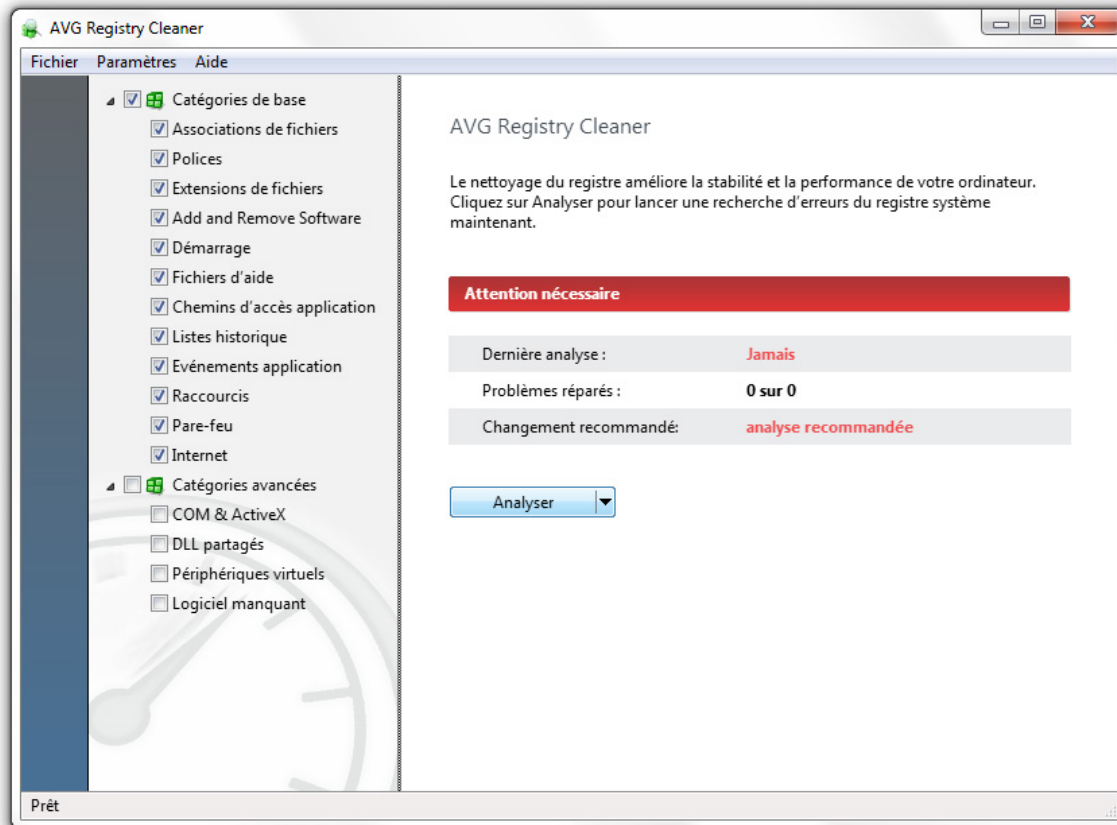 AVG Registry Cleaner
Fichier Paramètres Aide
Catégories de base
Associations de fichiers
Polices
Extensions de fichiers
Add and Remove Software
Démarrage
Fichiers d'aide
Chemins d'accès application
Listes historique
Evénements application
Raccourcis
Pare-feu
Internet
Catégories avancées
COM & ActiveX
DLL partagés
Périphériques virtuels
Logiciel manquant
AVG Registry Cleaner
Le nettoyage du registre améliore la stabilité et la performance de votre ordinateur.
Cliquez sur Analyser pour lancer une recherche d'erreurs du registre système
maintenant.
Attention nécessaire
Dernière analyse : Jamais
Problèmes réparés : 0 sur 0
Changement recommandé: analyse recommandée
Analyser
Prêt